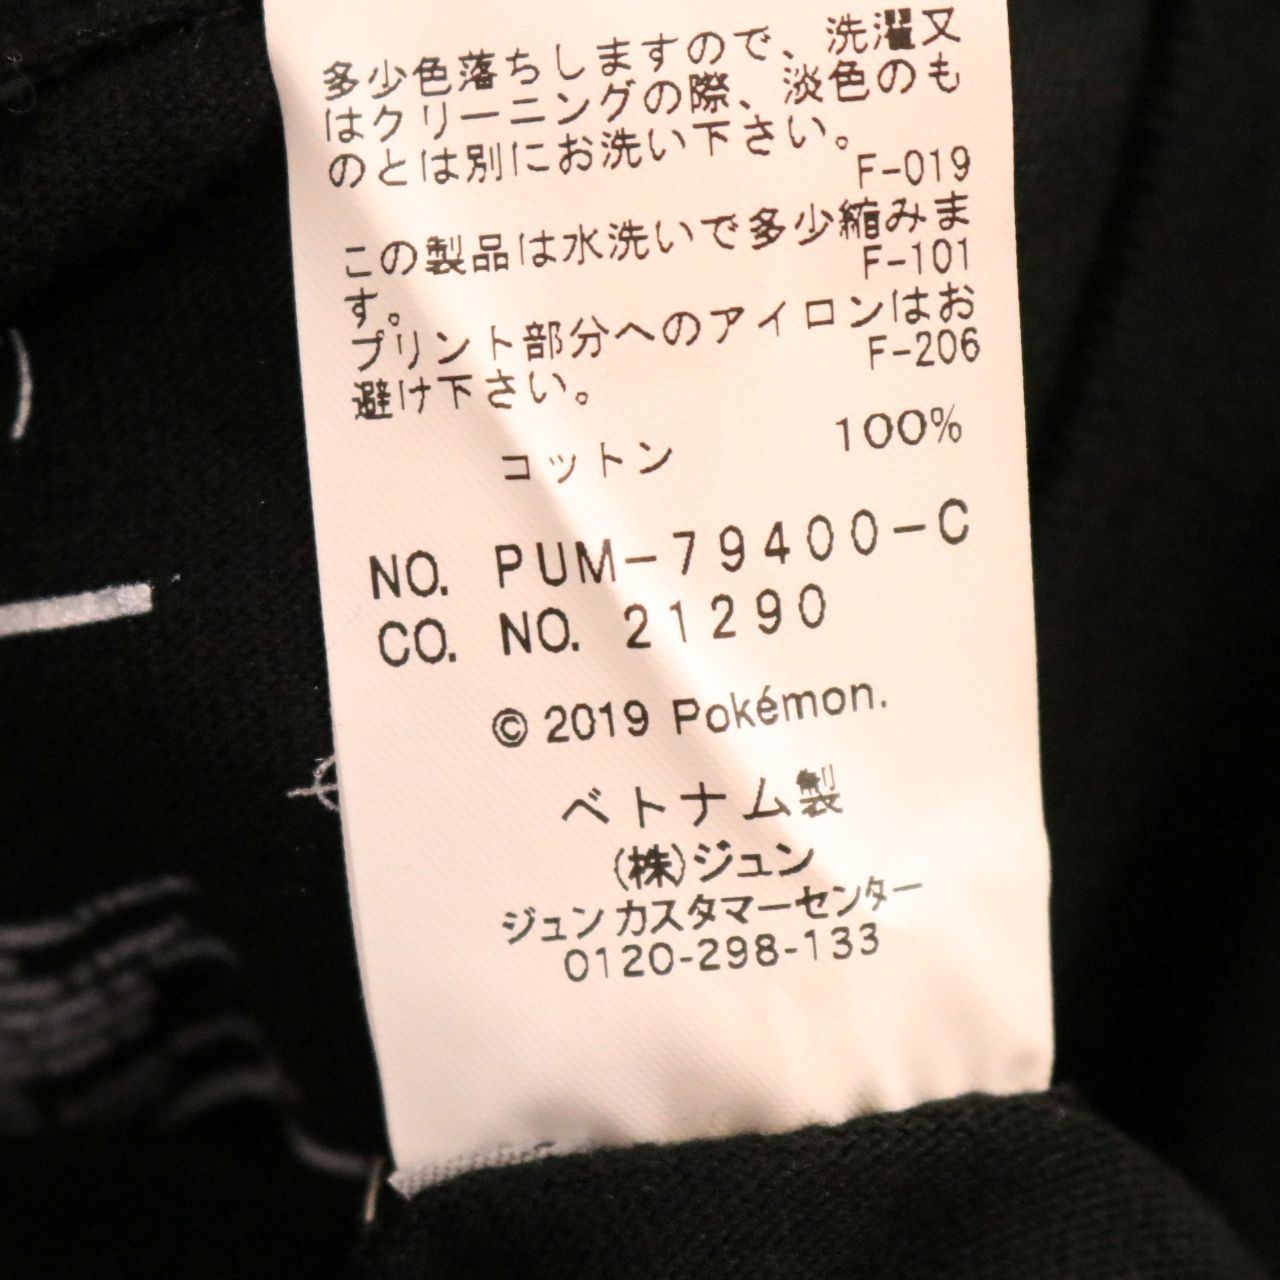 多少色落ちしますので、洗濯又
はクリーニングの際、淡色のも
のとは別にお洗い下さい。
F-019
この製品は水洗いで多少縮みま
す。
F-101
プリント部分へのアイロンはお
避け下さい。
F-206
コットン 100%
NO. PUM-79400-C
CO. NO. 21290
© 2019 Pokémon.
ベトナム製
(株)ジュン
ジュンカスタマーセンター
0120-298-133